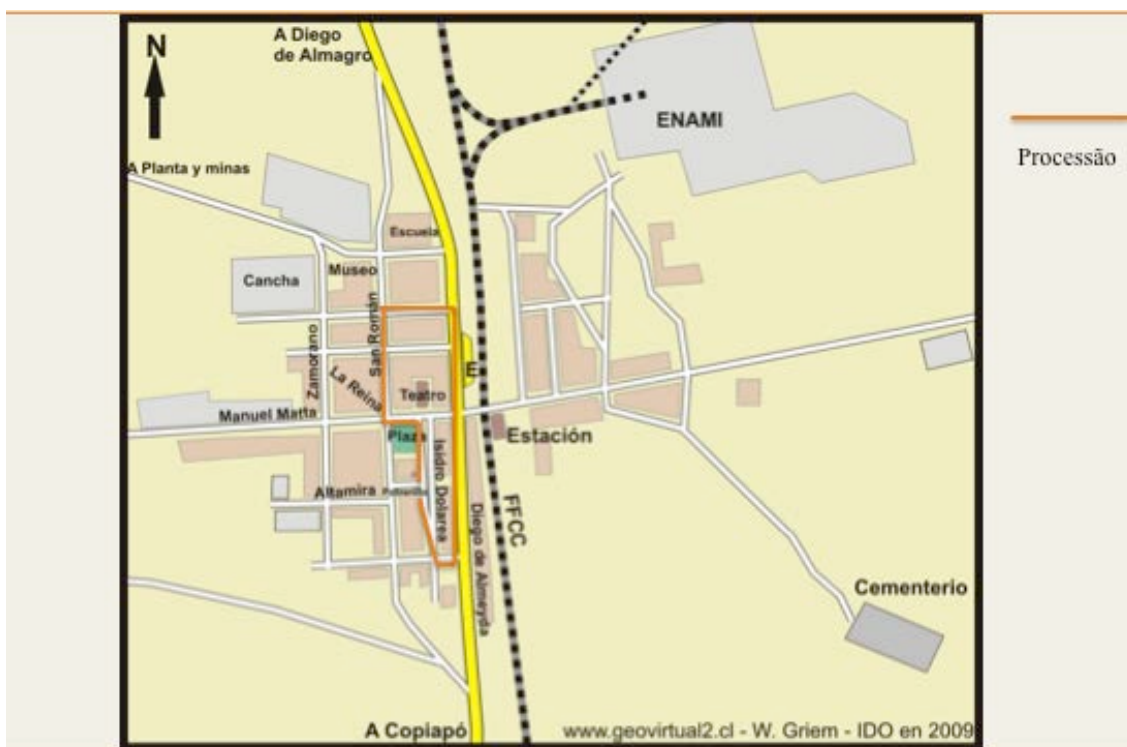 A Diego
de Almagro
N
ENAMI
Processão
A Planta y minas
Escuela
Museo
Cancha
San Román
Zamorano
La Reina
E
Teatro
Manuel Matta
Plaza
Estación
Isidro Dolarea
Altamira
FFCC
Diego de Almeyda
Cementerio
A Copiapó
www.geovirtual2.cl - W. Griem - IDO en 2009